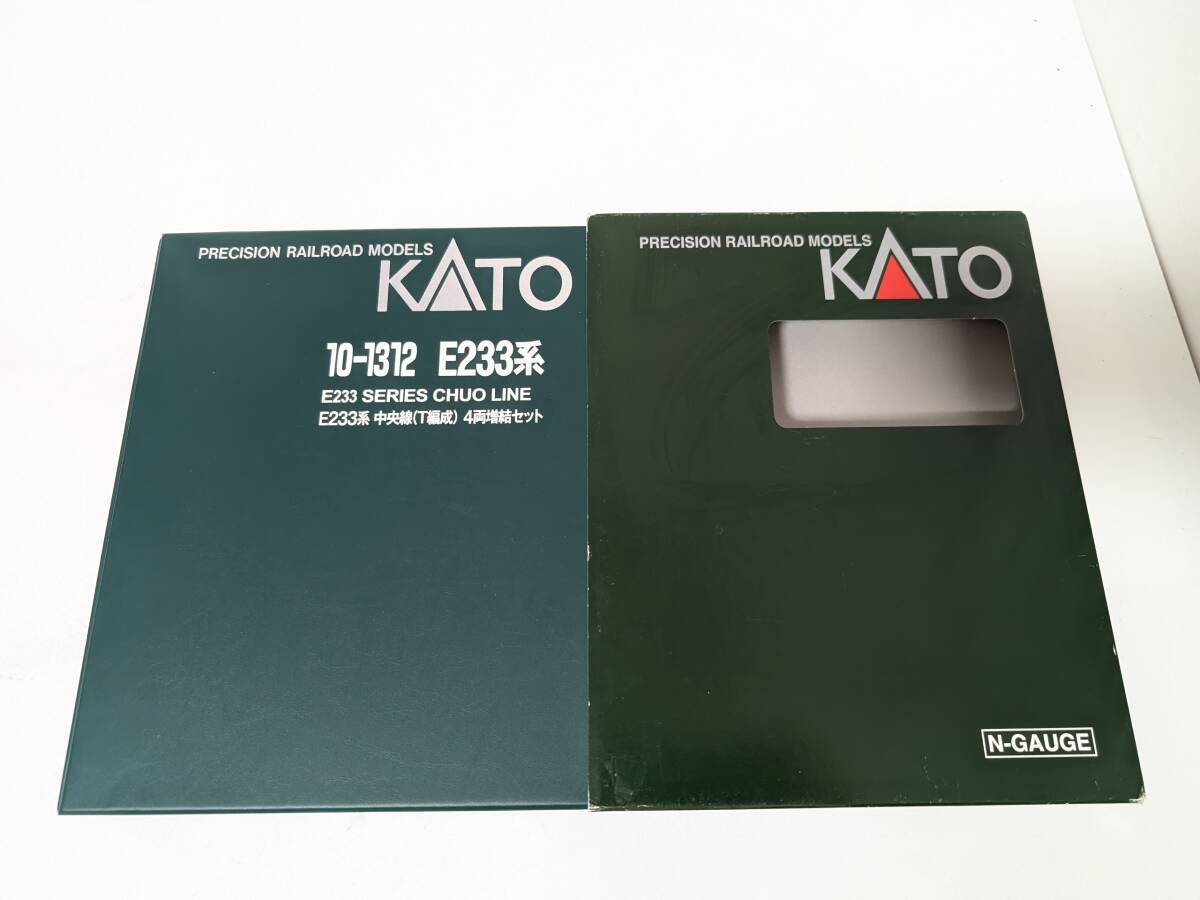 PRECISION RAILROAD MODELS
KATO
10-1312 E233系
E233 SERIES CHUO LINE
E233系 中央線(T編成) 4両増結セット
PRECISION RAILROAD MODELS
KATO
N-GAUGE